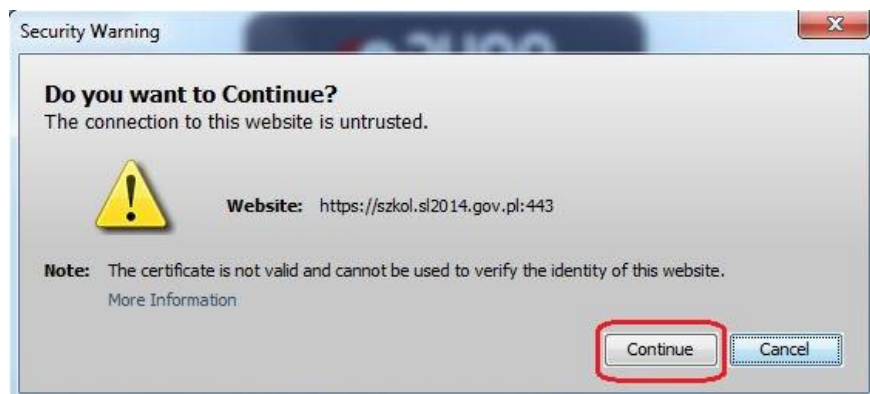 Security Warning
Do you want to Continue?
The connection to this website is untrusted.
Website: https://szkol.sl2014.gov.pl:443
Note: The certificate is not valid and cannot be used to verify the identity of this website.
More Information
Continue Cancel